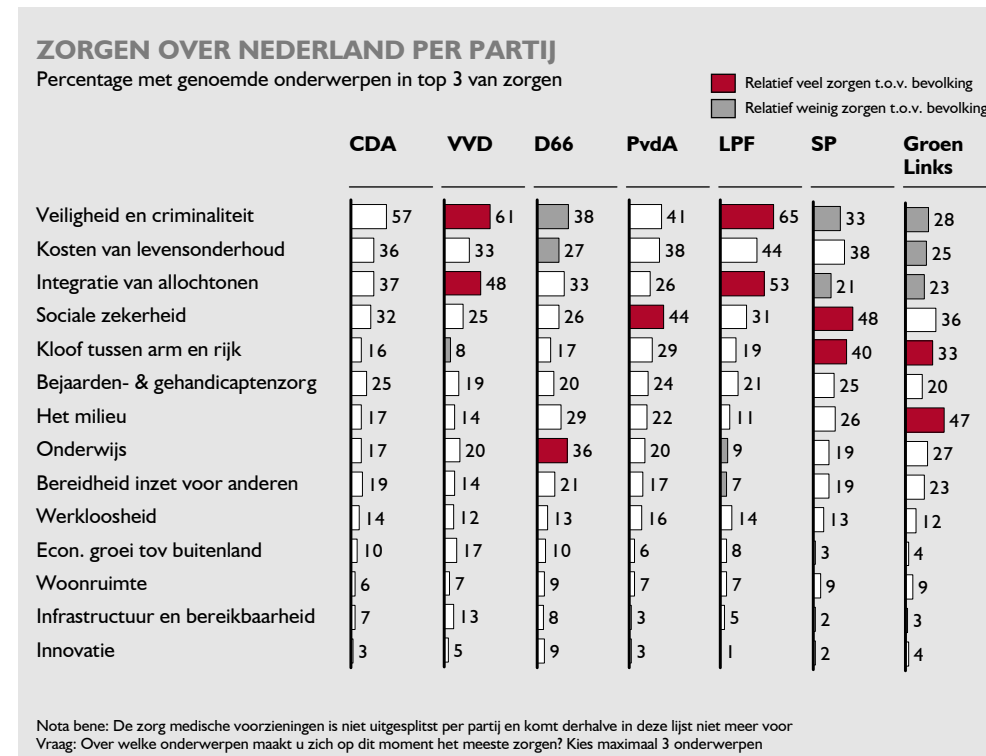 ZORGEN OVER NEDERLAND PER PARTIJ
Percentage met genoemde onderwerpen in top 3 van zorgen
Relatief veel zorgen t.o.v. bevolking
Relatief weinig zorgen t.o.v. bevolking
CDA VVD D66 PvdA LPF SP Groen Links
Veiligheid en criminaliteit 57 61 38 41 65 33 28
Kosten van levensonderhoud 36 33 27 38 44 38 25
Integratie van allochtonen 37 48 33 26 53 21 23
Sociale zekerheid 32 25 26 44 31 48 36
Kloof tussen arm en rijk 16 8 17 29 19 40 33
Bejaarden- & gehandicaptenzorg 25 19 20 24 21 25 20
Het milieu 17 14 29 22 11 26 47
Onderwijs 17 20 36 20 9 19 27
Bereidheid inzet voor anderen 19 14 21 17 7 19 23
Werkloosheid 14 12 13 16 14 13 12
Econ. groei tov buitenland 10 17 10 6 8 3 4
Woonruimte 6 7 9 7 7 9 9
Infrastructuur en bereikbaarheid 7 13 8 3 5 2 3
Innovatie 3 5 9 3 1 2 4
Nota bene: De zorg medische voorzieningen is niet uitgesplitst per partij en komt derhalve in deze lijst niet meer voor
Vraag: Over welke onderwerpen maakt u zich op dit moment het meeste zorgen? Kies maximaal 3 onderwerpen